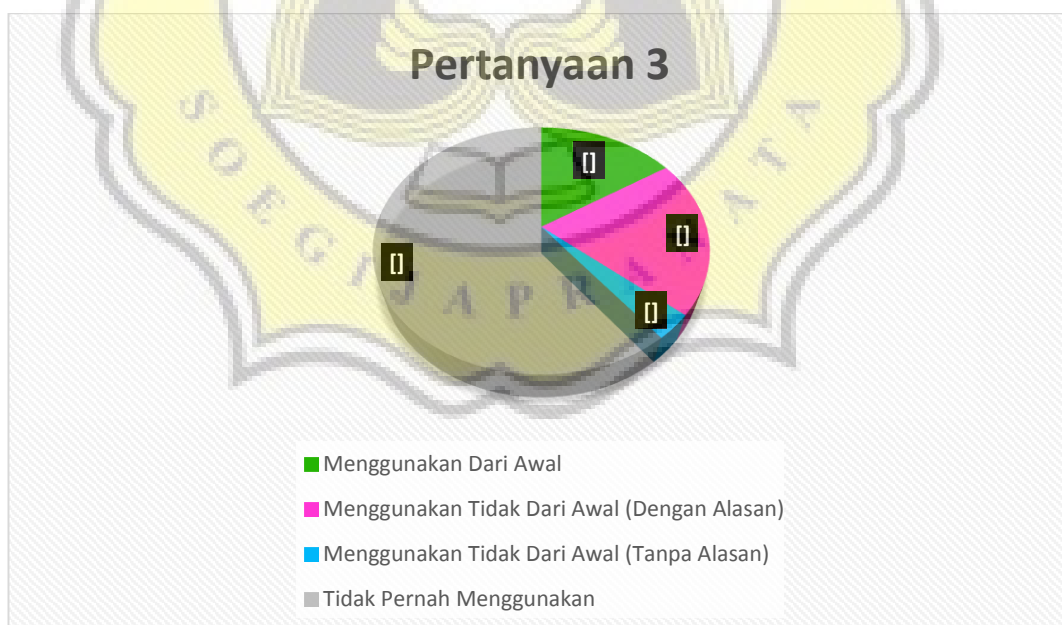 Pertanyaan 3
[]
[]
[]
[]
SOEGIJAPRANATA
Menggunakan Dari Awal
Menggunakan Tidak Dari Awal (Dengan Alasan)
Menggunakan Tidak Dari Awal (Tanpa Alasan)
Tidak Pernah Menggunakan